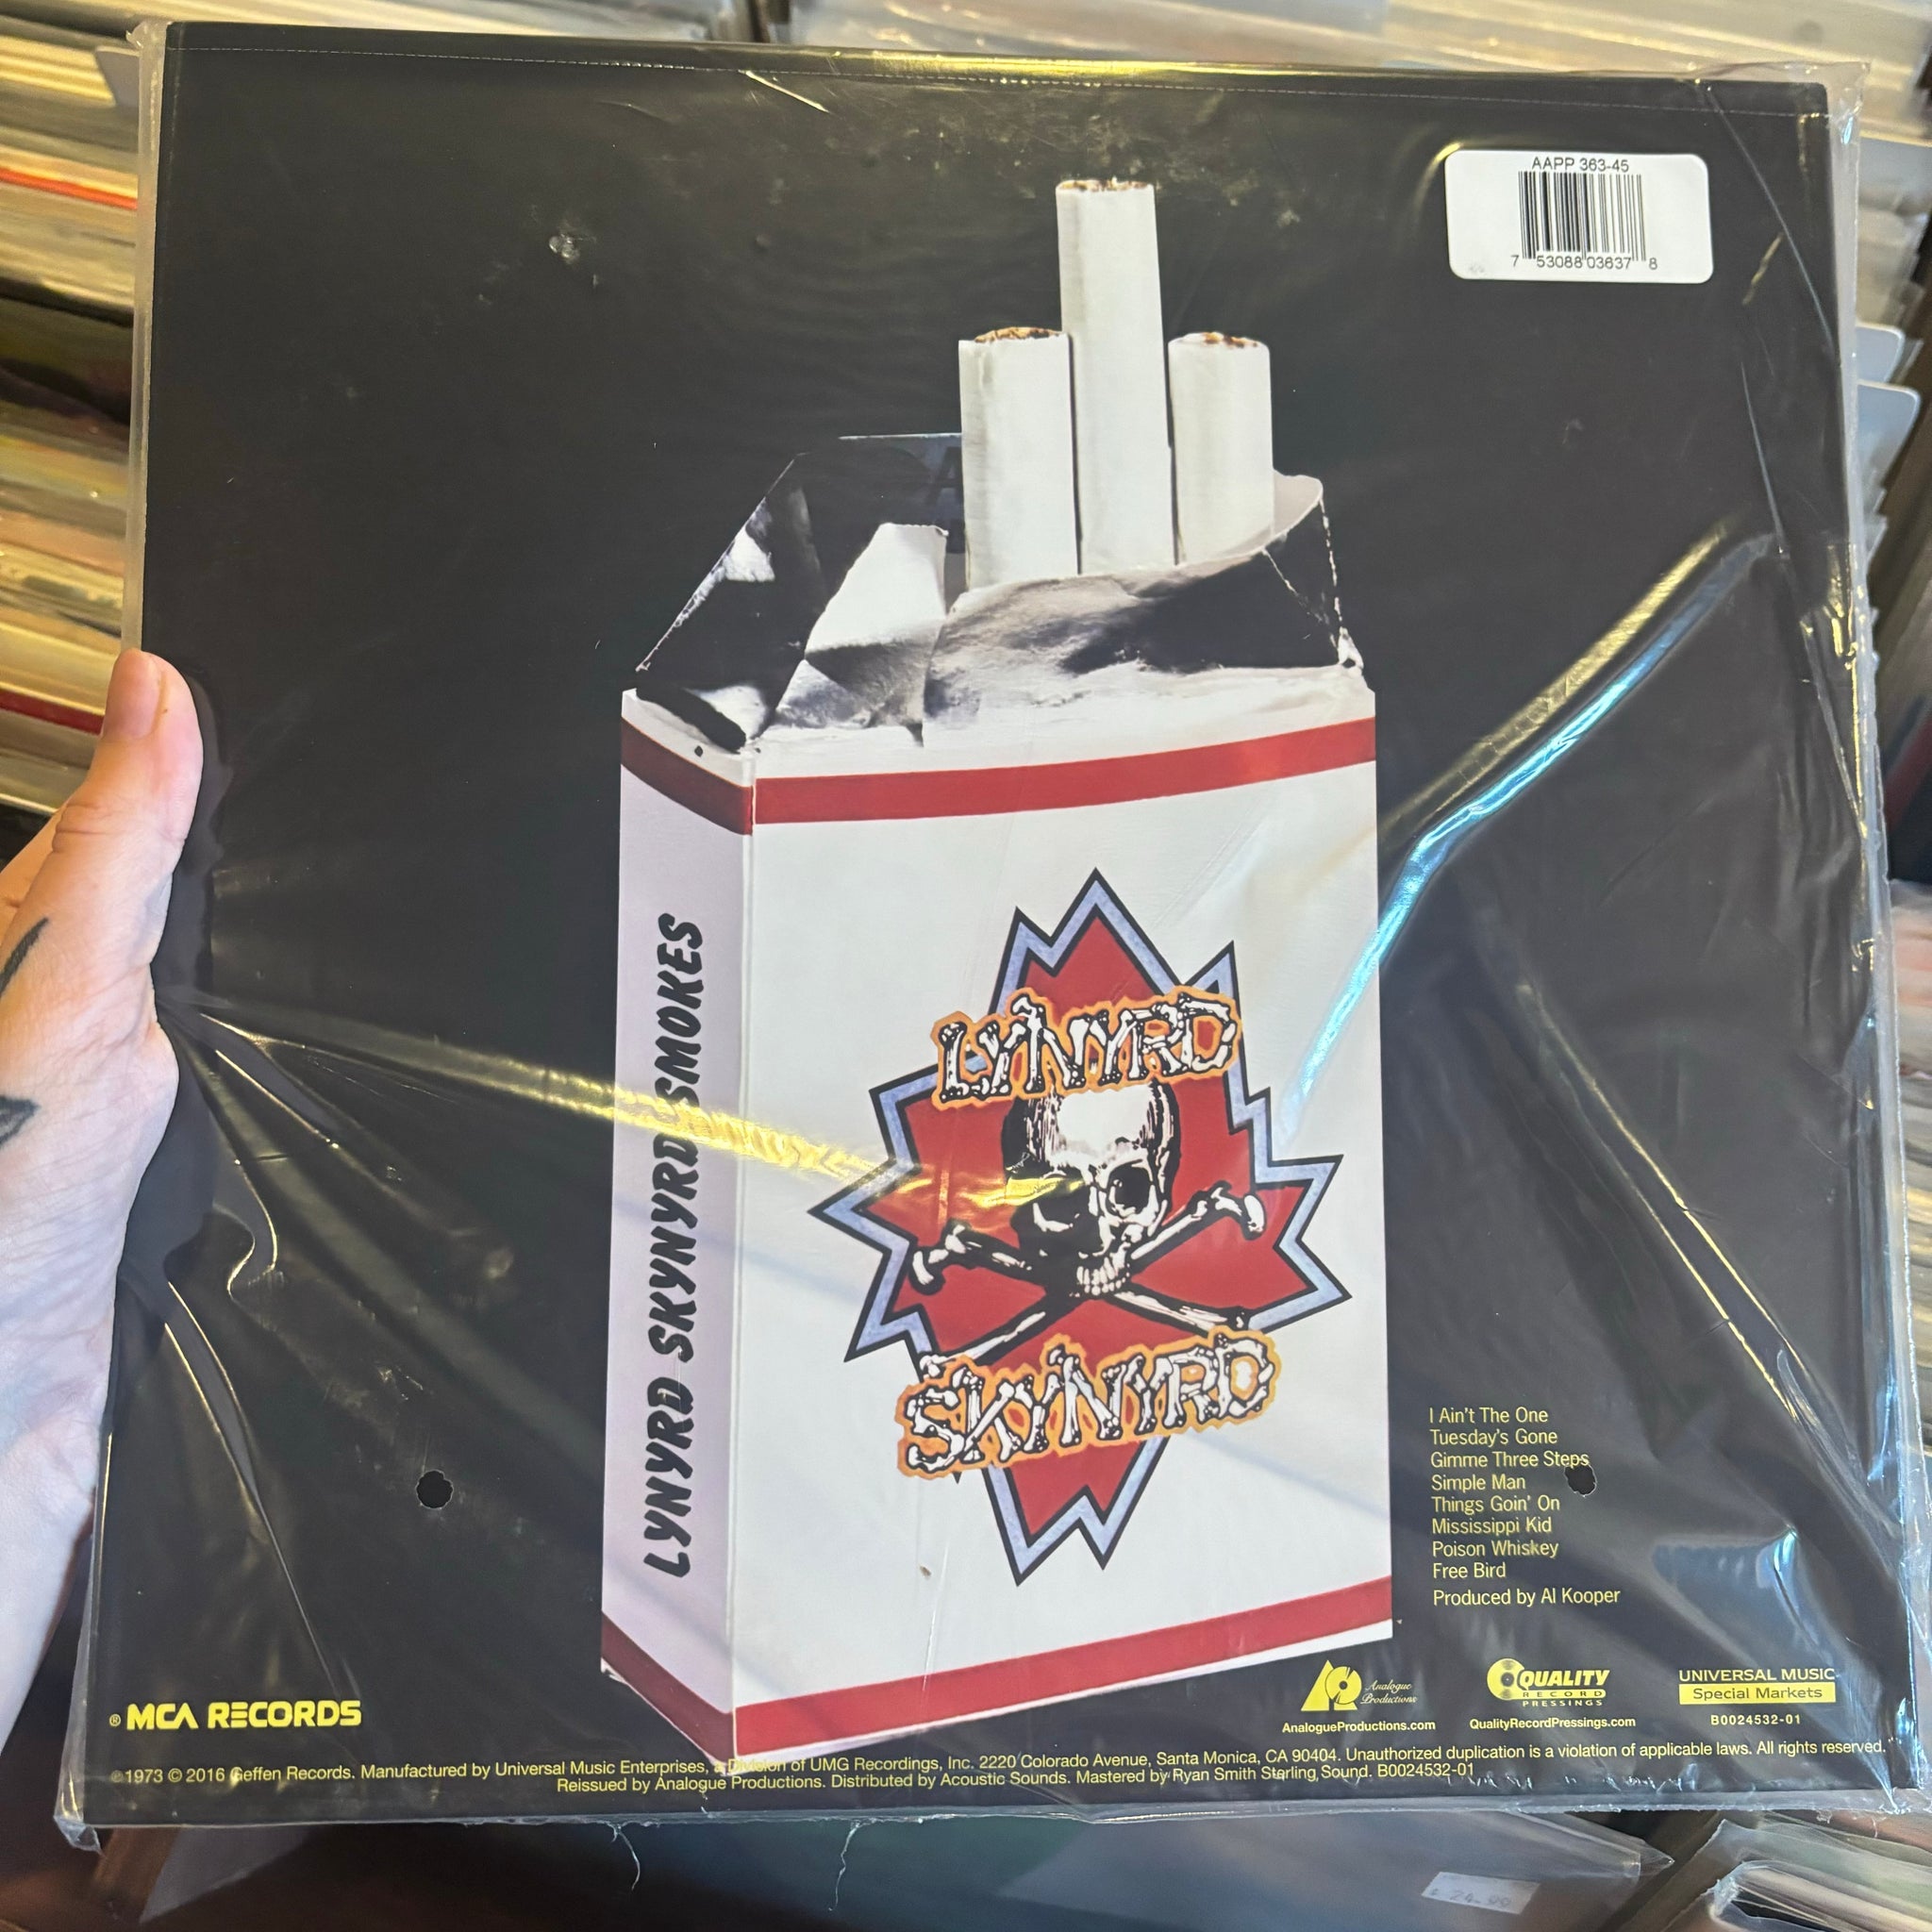 AAPP 363-45
7 53088 03637 8
LYNYRD SKYNYRD SMOKES
LYNYRD
SKYNYRD
I Ain't The One
Tuesday's Gone
Gimme Three Steps
Simple Man
Things Goin' On
Mississippi Kid
Poison Whiskey
Free Bird
Produced by Al Kooper
® MCA RECORDS
Analogue
Productions
AnalogueProductions.com
QUALITY
RECORD
PRESSINGS
QualityRecordPressings.com
UNIVERSAL MUSIC
Special Markets
B0024532-01
℗1973 © 2016 Geffen Records. Manufactured by Universal Music Enterprises, a Division of UMG Recordings, Inc. 2220 Colorado Avenue, Santa Monica, CA 90404. Unauthorized duplication is a violation of applicable laws. All rights reserved.
Reissued by Analogue Productions. Distributed by Acoustic Sounds. Mastered by Ryan Smith Sterling Sound. B0024532-01